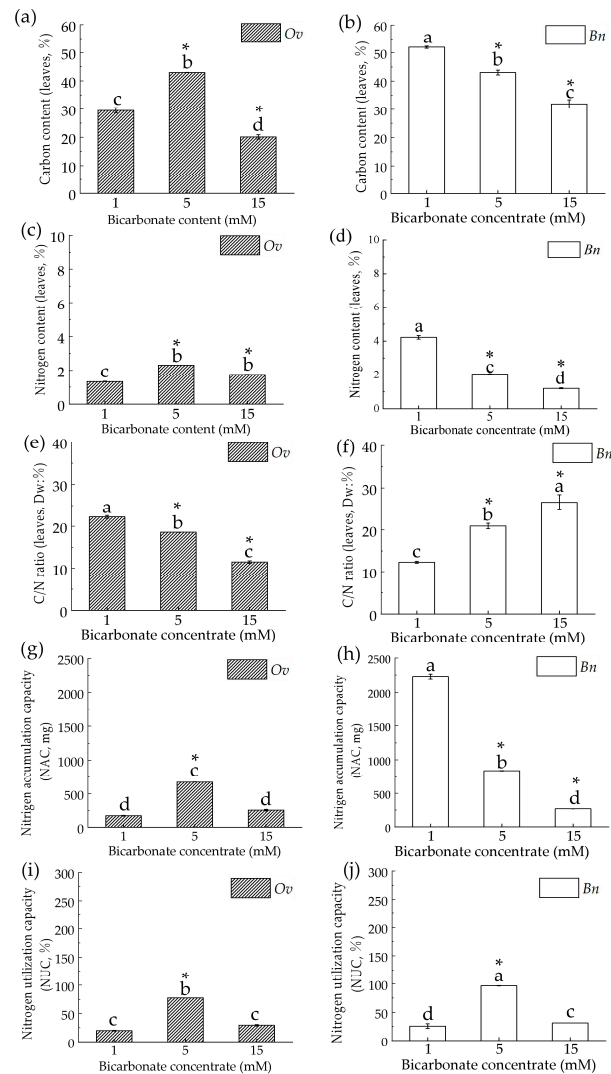 (a)
Ov
Carbon content (leaves, %)
60
50
40
30
20
10
0
c
*
b
*
d
1 5 15
Bicarbonate content (mM)
(b)
Bn
Carbon content (leaves, %)
60
50
40
30
20
10
0
a
*
b
*
c
1 5 15
Bicarbonate concentrate (mM)
(c)
Ov
Nitrogen content (leaves, %)
10
8
6
4
2
0
c
*
b
*
b
1 5 15
Bicarbonate content (mM)
(d)
Bn
Nitrogen content (leaves, %)
10
8
6
4
2
0
a
*
c
*
d
1 5 15
Bicarbonate concentrate (mM)
(e)
Ov
C/N ratio (leaves, Dw:%)
40
30
20
10
0
a
*
b
*
c
1 5 15
Bicarbonate concentrate (mM)
(f)
Bn
C/N ratio (leaves, Dw:%)
40
30
20
10
0
c
*
b
*
a
1 5 15
Bicarbonate concentrate (mM)
(g)
Ov
Nitrigen accumulation capacity
(NAC, mg)
2500
2000
1500
1000
500
0
d
*
c
d
1 5 15
Bicarbonate concentrate (mM)
(h)
Bn
Nitrigen accumulation capacity
(NAC, mg)
2500
2000
1500
1000
500
0
a
*
b
*
d
1 5 15
Bicarbonate concentrate (mM)
(i)
Ov
Nitrogen utilization capacity
(NUC, %)
300
250
200
150
100
50
0
c
*
b
c
1 5 15
Bicarbonate concentrate (mM)
(j)
Bn
Nitrogen utilization capacity
(NUC, %)
300
250
200
150
100
50
0
d
*
a
c
1 5 15
Bicarbonate concentrate (mM)